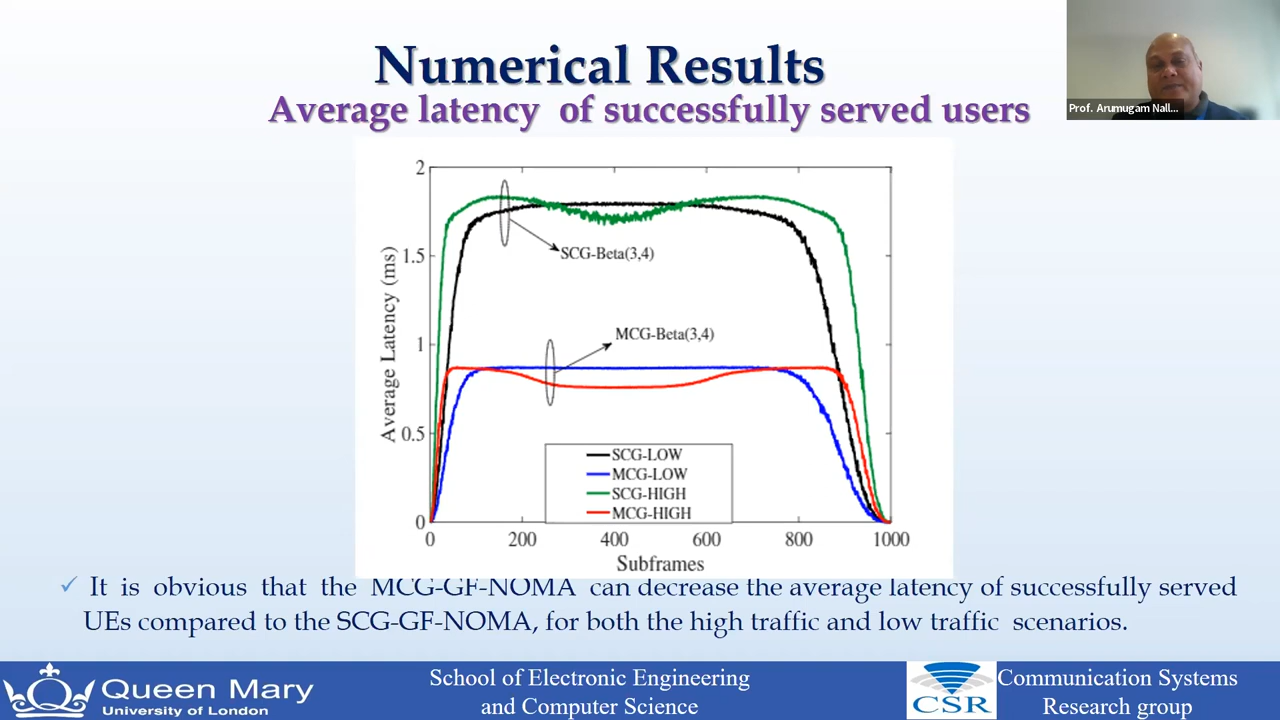 Numerical Results
Average latency of successfully served users
Prof. Arumugam Nall...
2
1.5
1
0.5
0
Average Latency (ms)
SCG-Beta(3,4)
MCG-Beta(3,4)
SCG-LOW
MCG-LOW
SCG-HIGH
MCG-HIGH
0 200 400 600 800 1000
Subframes
✓ It is obvious that the MCG-GF-NOMA can decrease the average latency of successfully served
UEs compared to the SCG-GF-NOMA, for both the high traffic and low traffic scenarios.
Queen Mary
University of London
School of Electronic Engineering
and Computer Science
CSR
Communication Systems
Research group